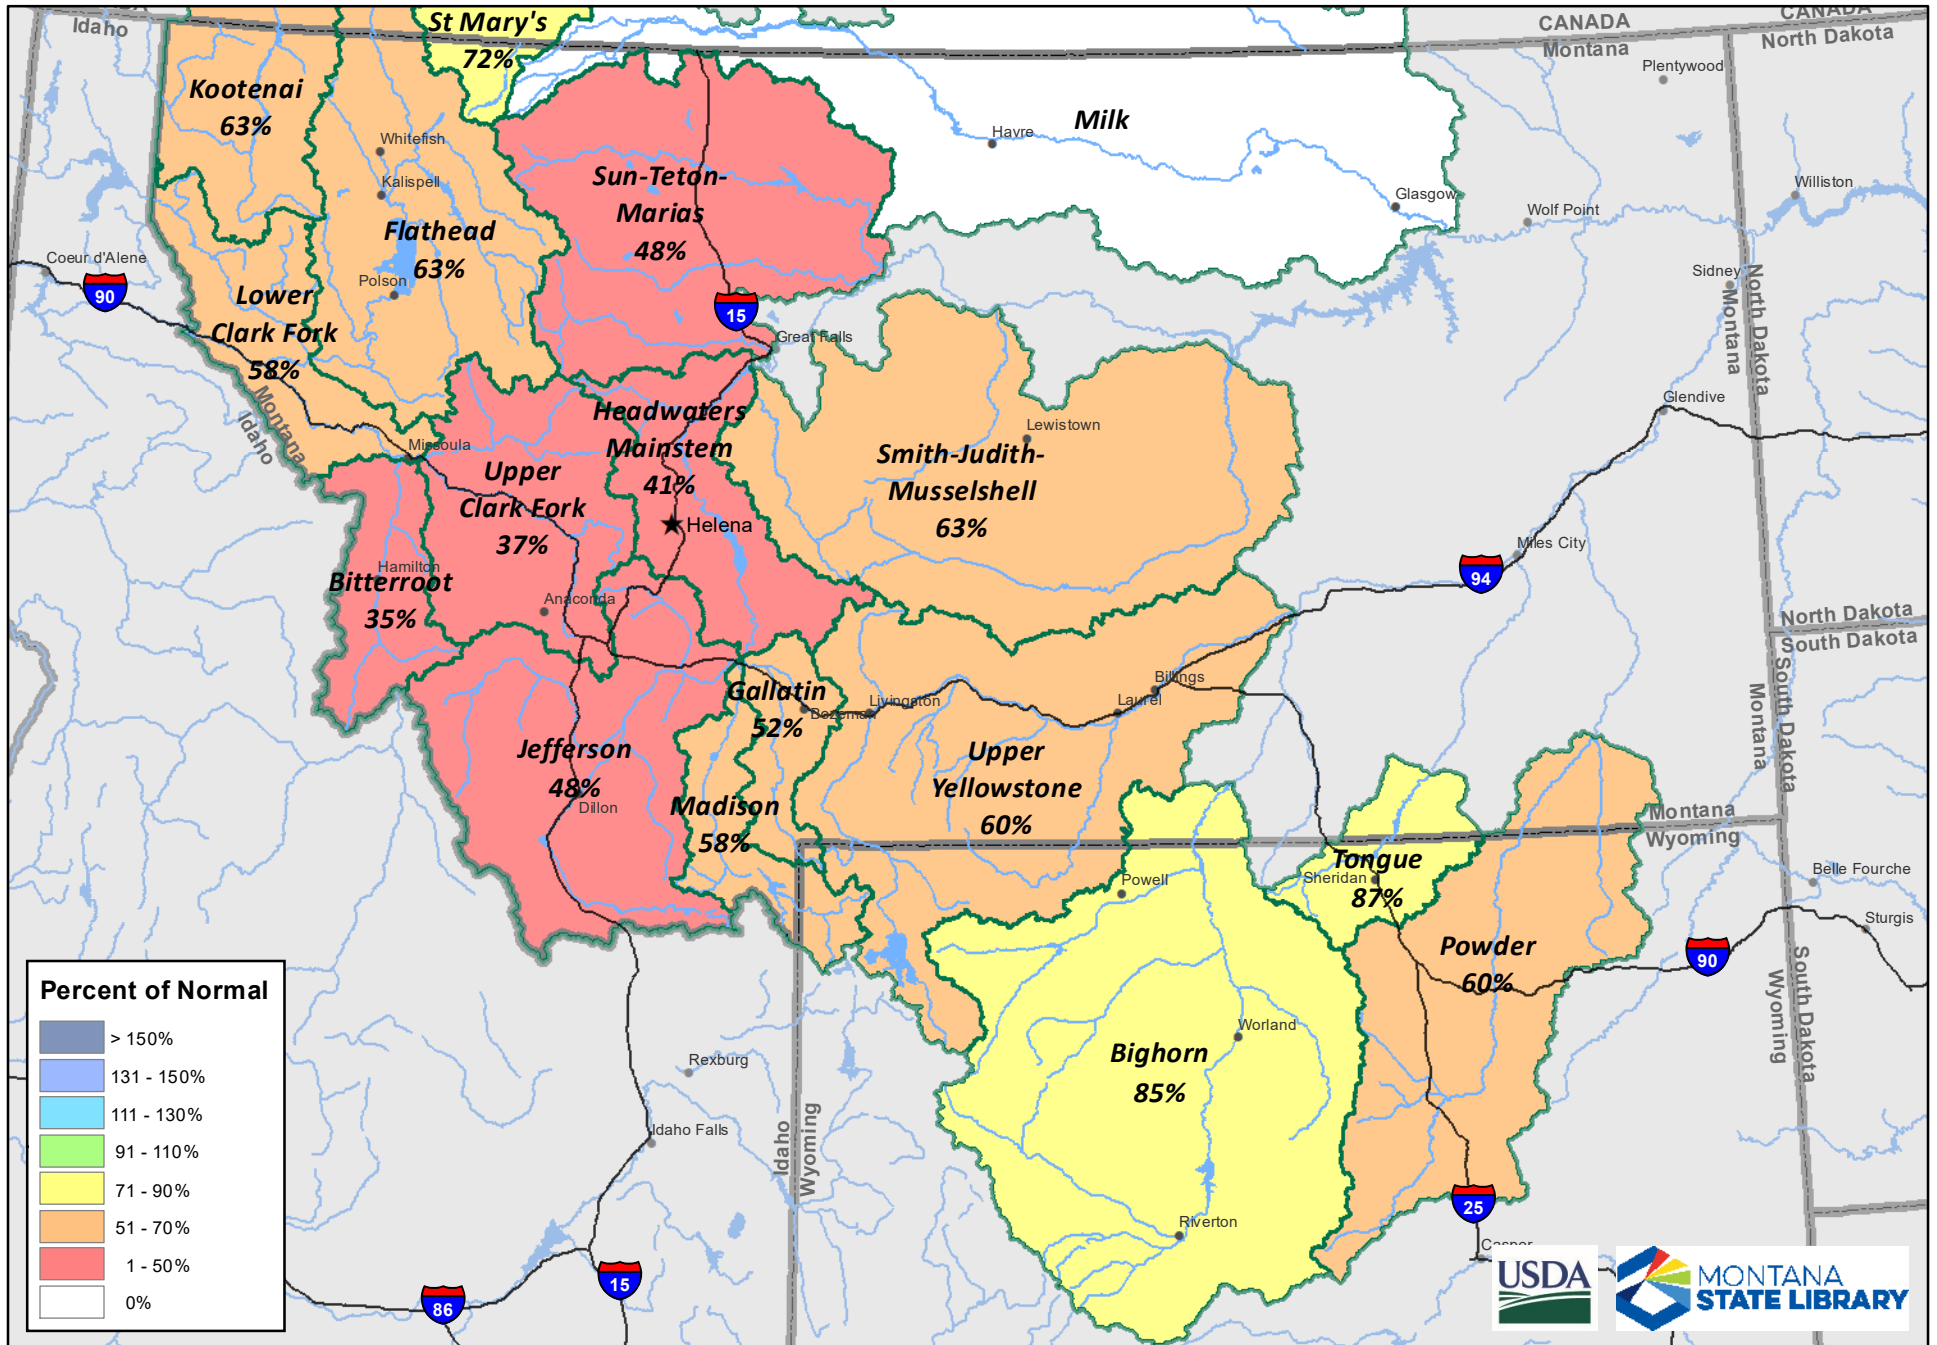 Idaho
St Mary's
72%
CANADA
Montana
CANADA
North Dakota
Plentywood
Kootenai
63%
Whitefish
Kalispell
Havre
Milk
Sun-Teton-
Marias
48%
Glasgow
Wolf Point
Williston
Flathead
63%
Coeur d'Alene
90
Polson
Lower
Clark Fork
58%
15
Great Falls
Sidney
Montana
North Dakota
Montana
Idaho
Headwaters
Mainstem
41%
Lewistown
Glendive
Missoula
Upper
Clark Fork
37%
Smith-Judith-
Musselshell
63%
Helena
Miles City
94
Hamilton
Bitterroot
35%
Anaconda
North Dakota
South Dakota
Gallatin
52%
Bozeman
Livingston
Billings
Laurel
Montana
South Dakota
Jefferson
48%
Dillon
Madison
58%
Upper
Yellowstone
60%
Montana
Wyoming
Tongue
87%
Sheridan
Powell
Belle Fourche
Sturgis
Powder
60%
90
Wyoming
South Dakota
Percent of Normal
> 150%
131 - 150%
111 - 130%
91 - 110%
71 - 90%
51 - 70%
1 - 50%
0%
Worland
Bighorn
85%
Rexburg
Idaho Falls
Idaho
Wyoming
Riverton
25
Casper
15
86
USDA
MONTANA
STATE LIBRARY